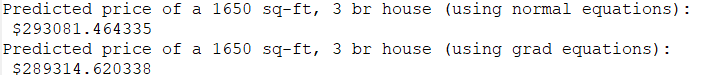 Predicted price of a 1650 sq-ft, 3 br house (using normal equations):
$293081.464335
Predicted price of a 1650 sq-ft, 3 br house (using grad equations):
$289314.620338